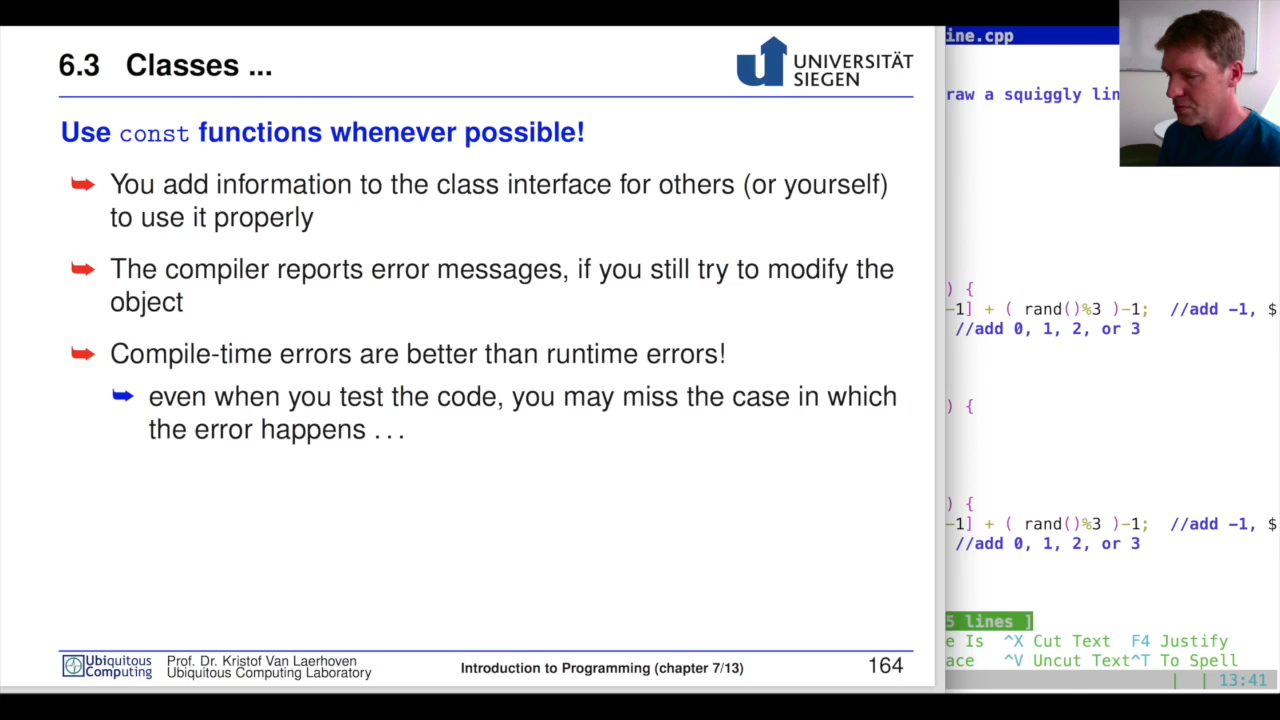 6.3 Classes ...
UNIVERSITÄT
SIEGEN
Use const functions whenever possible!
You add information to the class interface for others (or yourself)
to use it properly
The compiler reports error messages, if you still try to modify the
object
Compile-time errors are better than runtime errors!
even when you test the code, you may miss the case in which
the error happens ...
Ubiquitous
Computing
Prof. Dr. Kristof Van Laerhoven
Ubiquitous Computing Laboratory
Introduction to Programming (chapter 7/13)
164
ine.cpp
raw a squiggly lin
) {
-1] + ( rand()%3 )-1; //add -1, $
//add 0, 1, 2, or 3
) {
) {
-1] + ( rand()%3 )-1; //add -1, $
//add 0, 1, 2, or 3
5 lines ]
e Is ^X Cut Text F4 Justify
ace ^V Uncut Text^T To Spell
| | 13:41